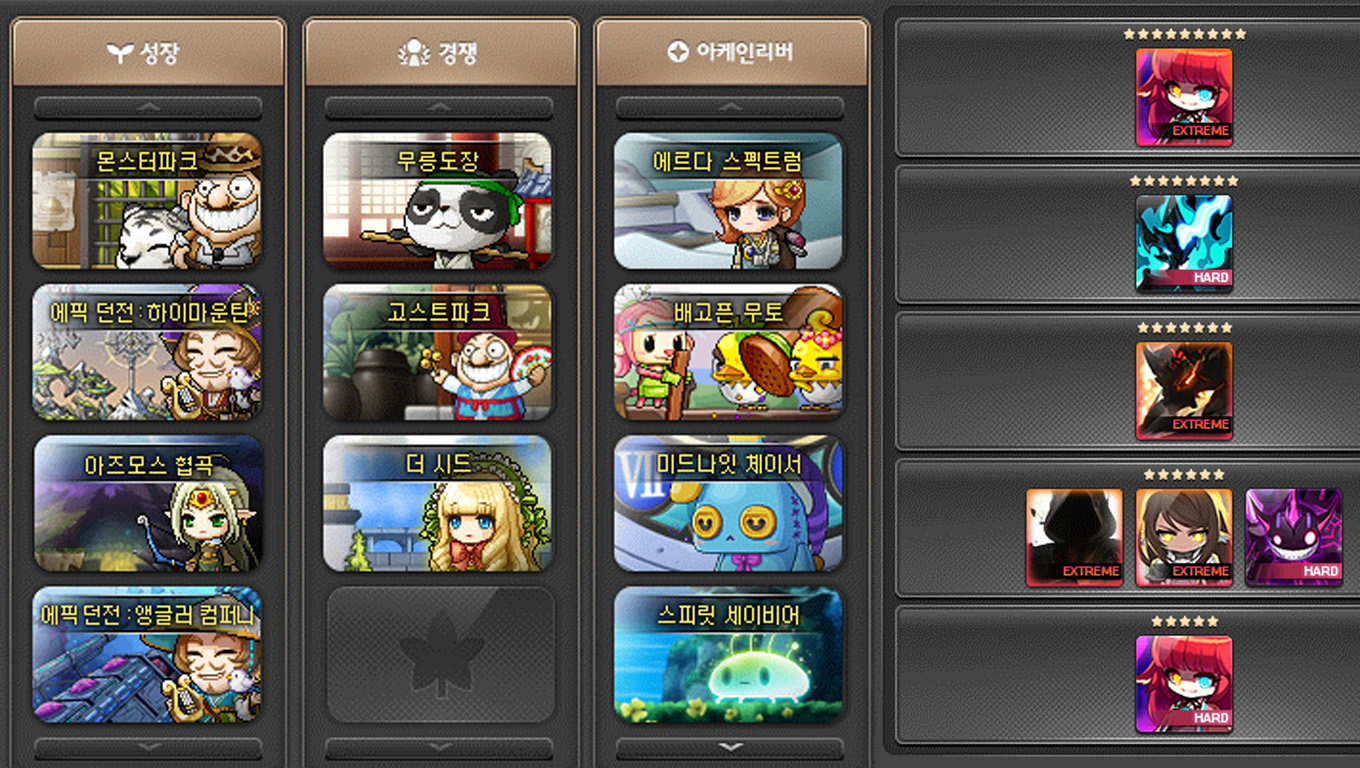 성장
몬스터파크
에픽 던전 : 하이마운틴
아즈모스 협곡
에픽 던전 : 앵글러 컴퍼니
경쟁
무릉도장
고스트파크
더 시드
아케인리버
에르다 스펙트럼
배고픈 무토
미드나잇 체이서
스피릿 세이비어
EXTREME
HARD
EXTREME
EXTREME EXTREME HARD
HARD